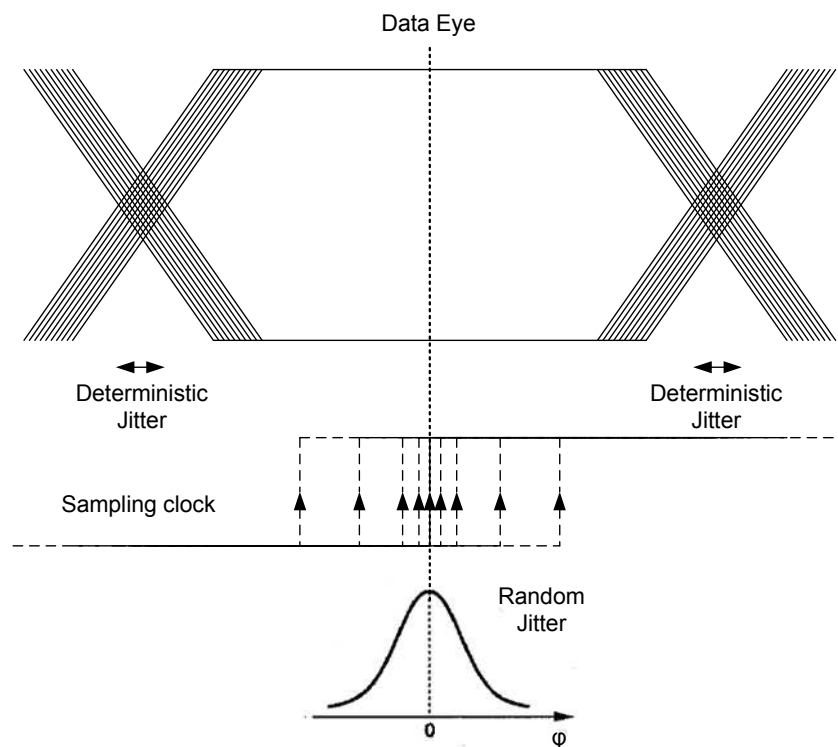 Data Eye
Deterministic
Jitter
Deterministic
Jitter
Sampling clock
Random
Jitter
0
φ